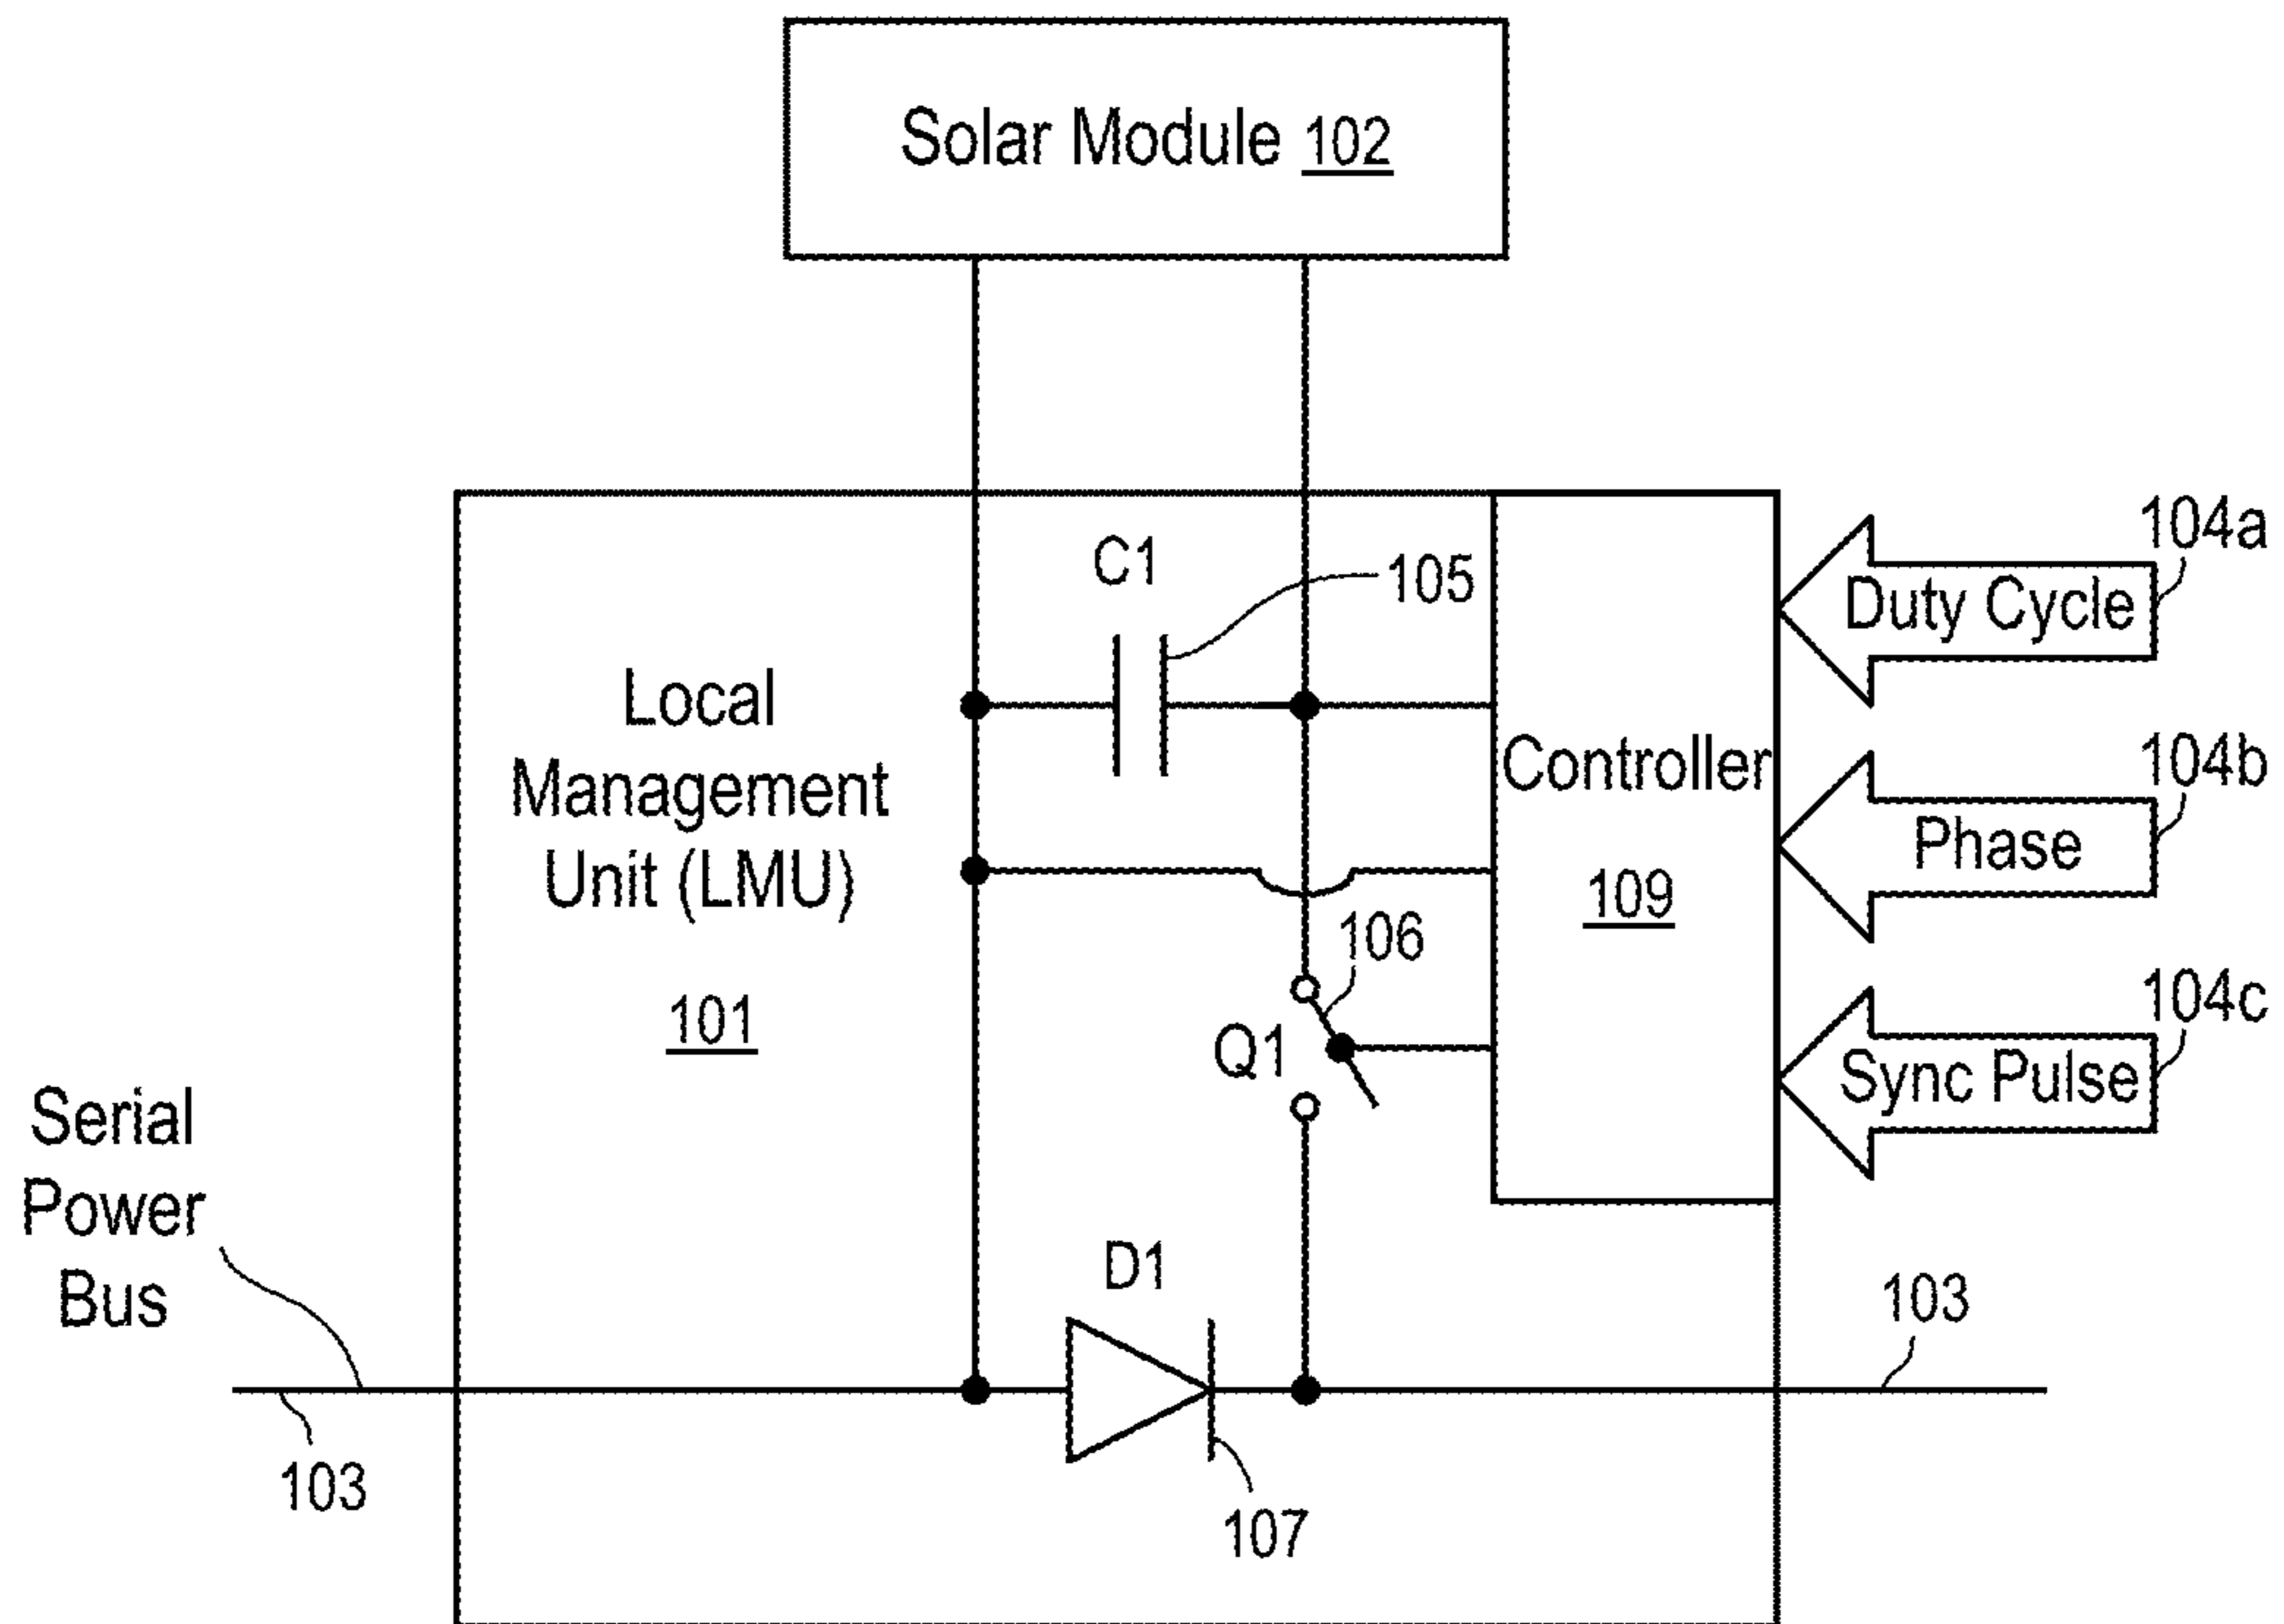 Solar Module 102
104a
C1
105
Duty Cycle
Local
Management
Unit (LMU)
101
104b
Controller
109
Phase
106
104c
Q1
Sync Pulse
Serial
Power
Bus
D1
103
103
107